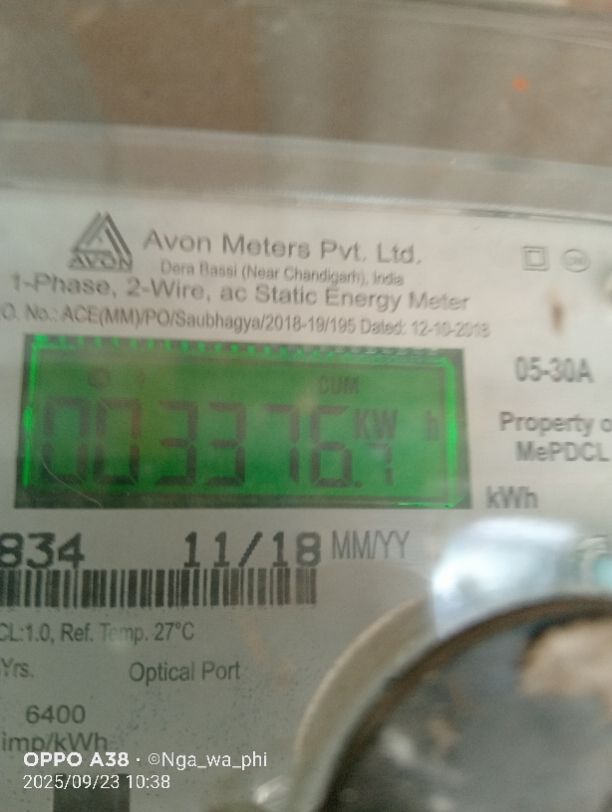 AVON
Avon Meters Pvt. Ltd.
Dera Bassi (Near Chandigarh), India
1-Phase, 2-Wire, ac Static Energy Meter
O. No.: ACE(MM)/PO/Saubhagya/2018-19/195 Dated: 12-10-2018
05-30A
CUM
003376.7 KW h
Property o
MePDCL
kWh
834 11/18 MM/YY
CL:1.0, Ref. Temp. 27°C
Yrs. Optical Port
6400
imp/kWh
OPPO A38 · ©Nga_wa_phi
2025/09/23 10:38